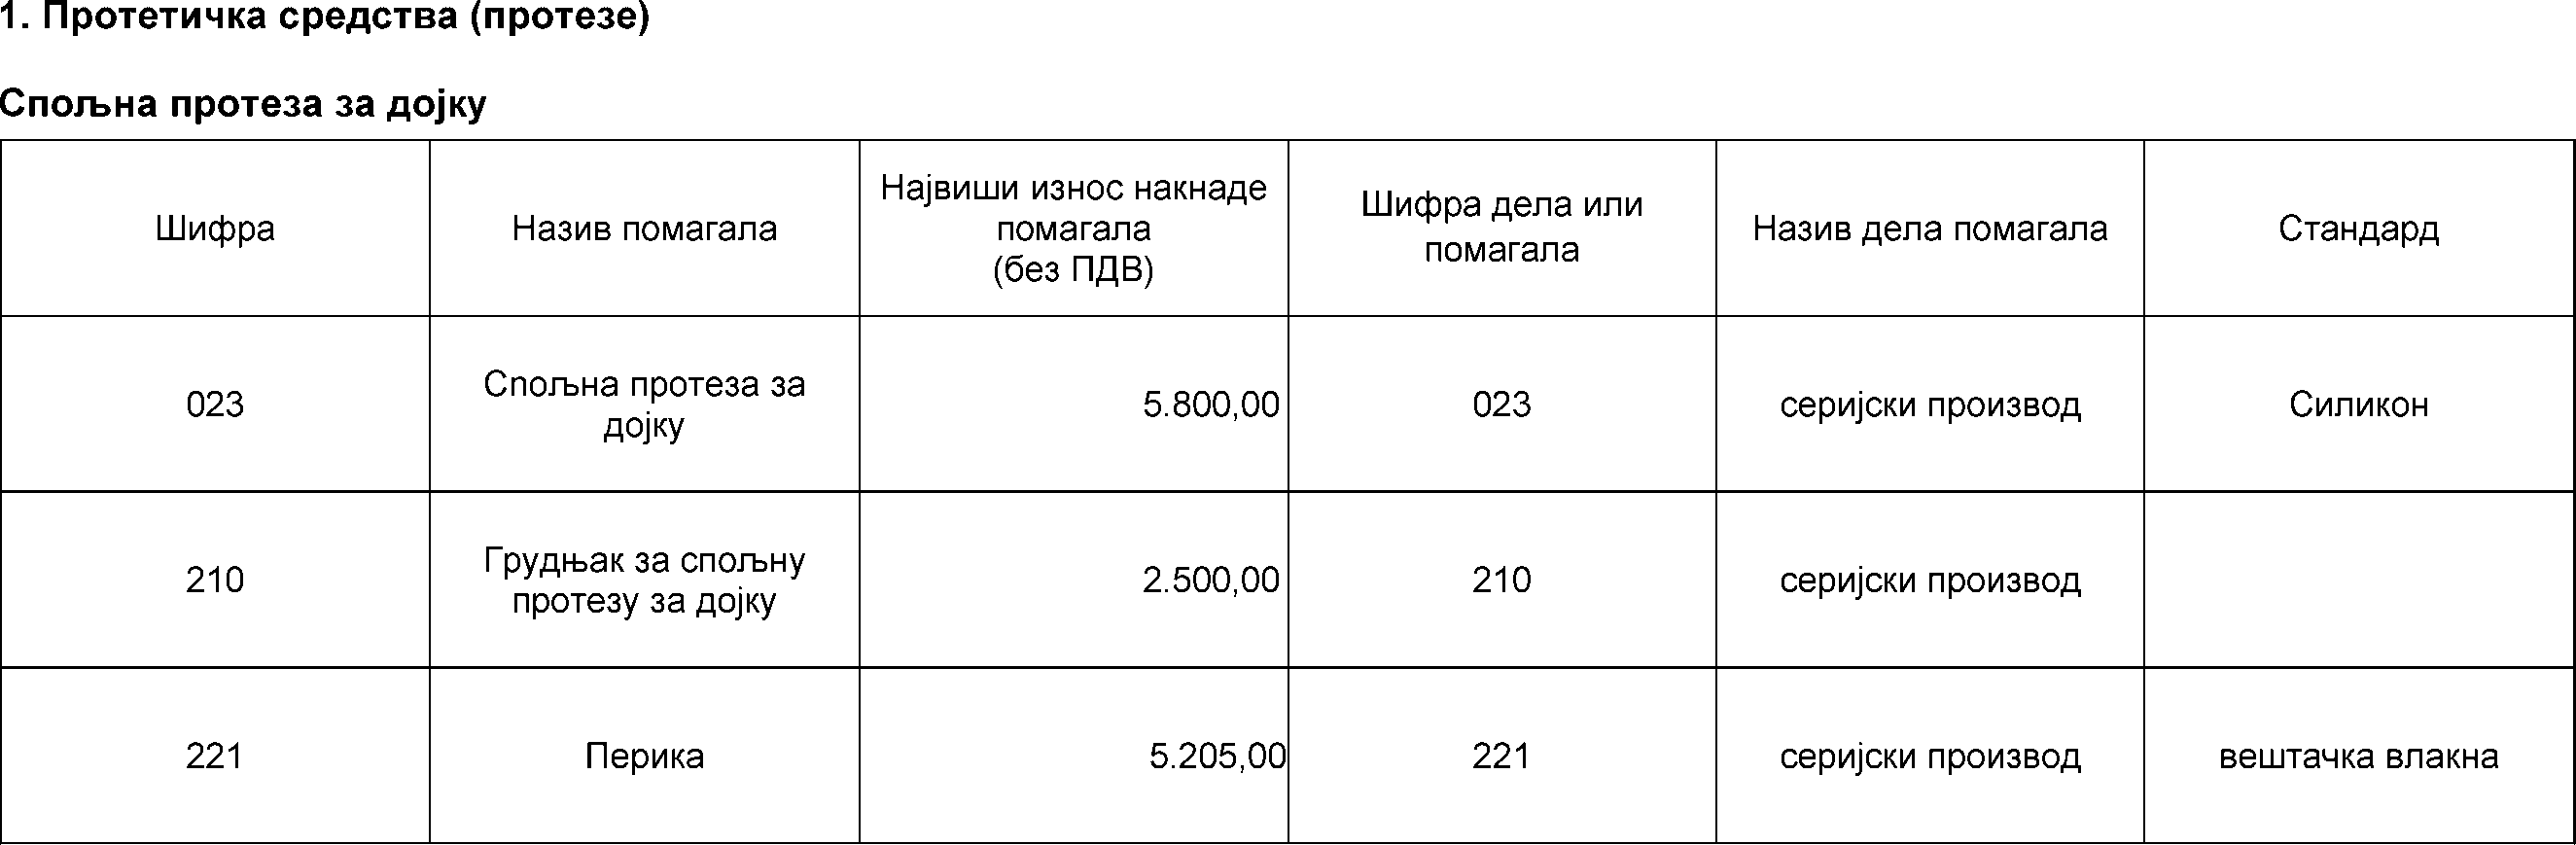 1. Протетичка средства (протезе)
Спољна протеза за дојку
Шифра
Назив помагала
Највиши износ накнаде
помагала
(без ПДВ)
Шифра дела или
помагала
Назив дела помагала
Стандард
023
Спољна протеза за
дојку
5.800,00
023
серијски производ
Силикон
210
Грудњак за спољну
протезу за дојку
2.500,00
210
серијски производ
221
Перика
5.205,00
221
серијски производ
вештачка влакна